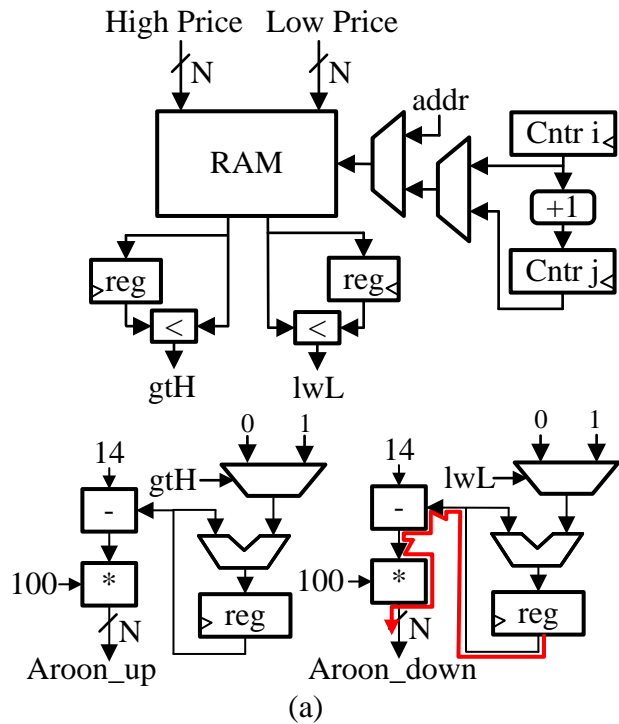 High Price Low Price
N N
addr
RAM
Cntr i
+1
Cntr j
reg reg
< <
gtH lwL
0 1 0 1
14 14
gtH lwL
- -
100 * 100 *
reg reg
N N
Aroon_up Aroon_down
(a)